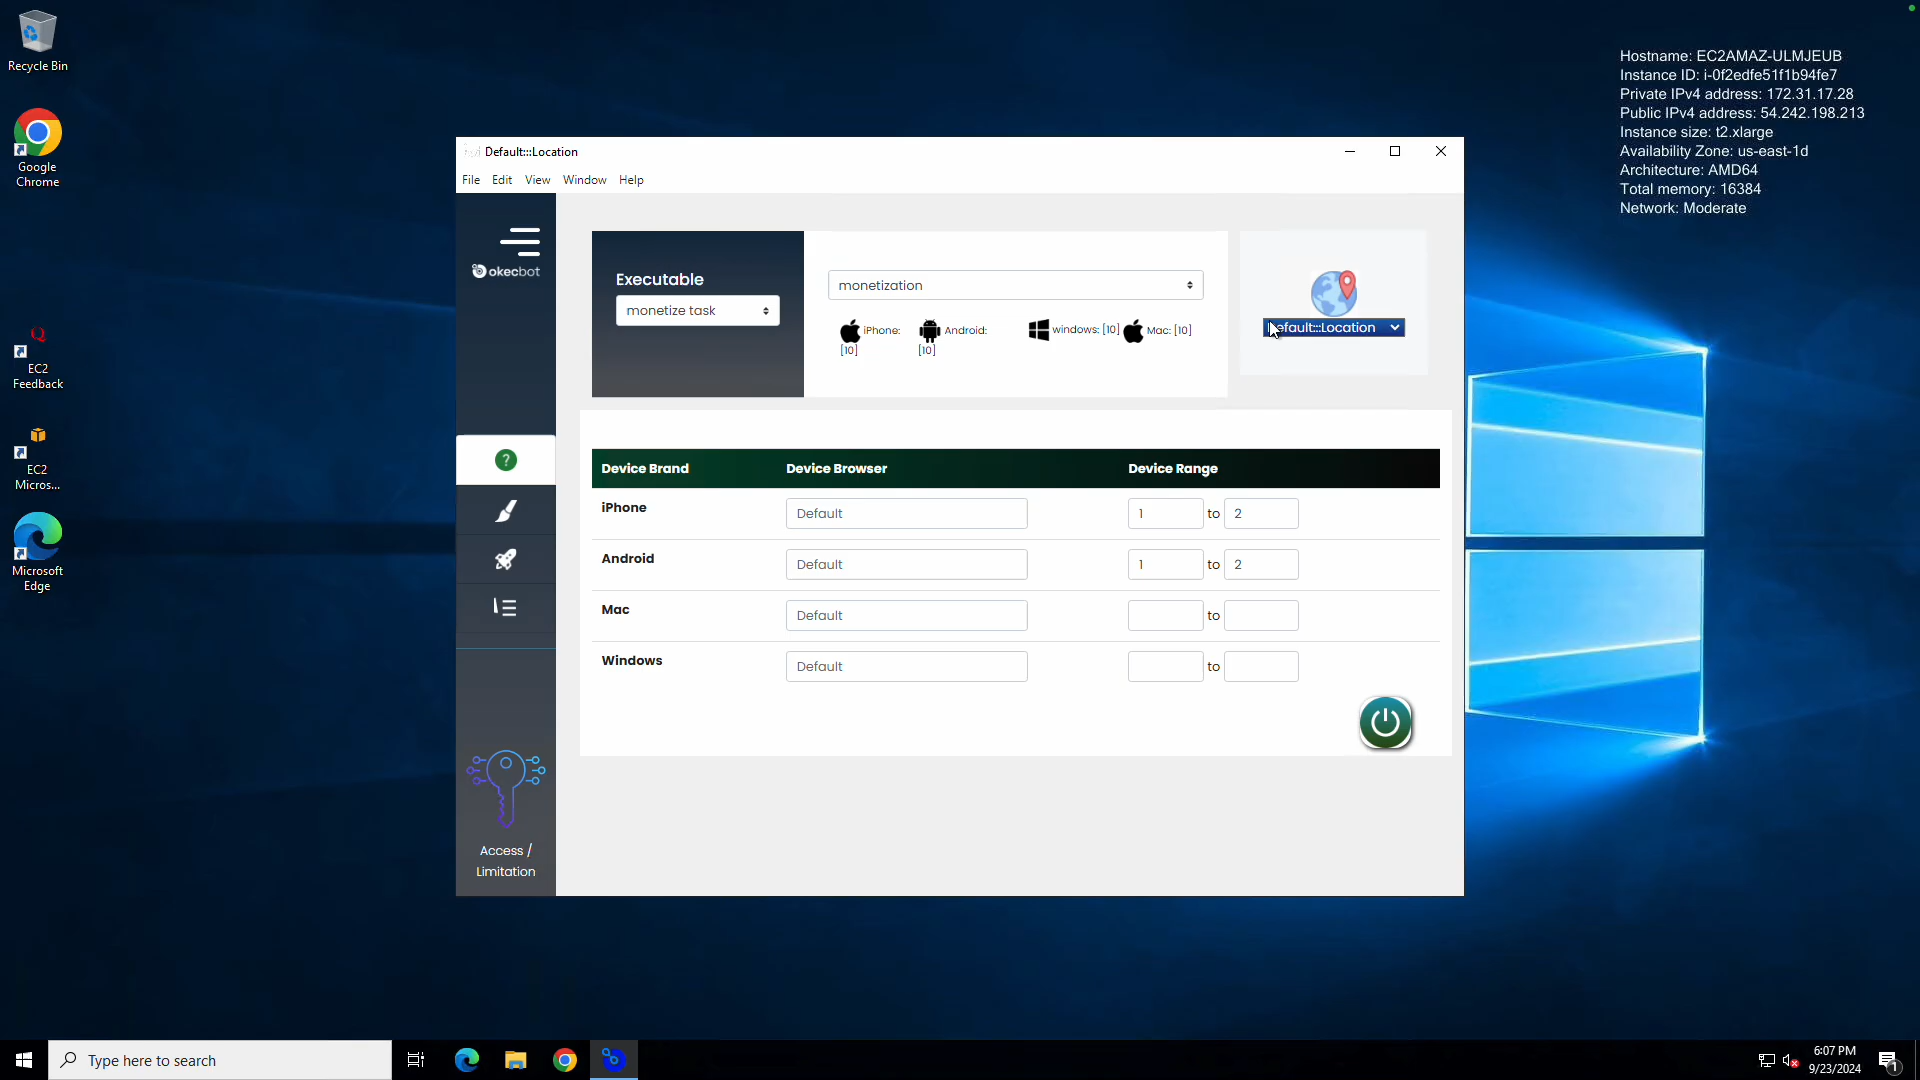 Recycle Bin
Google
Chrome
EC2
Feedback
EC2
Micros...
Microsoft
Edge
Hostname: EC2AMAZ-ULMJEUB
Instance ID: i-0f2edfe51f1b94fe7
Private IPv4 address: 172.31.17.28
Public IPv4 address: 54.242.198.213
Instance size: t2.xlarge
Availability Zone: us-east-1d
Architecture: AMD64
Total memory: 16384
Network: Moderate
Default:::Location
File Edit View Window Help
okecbot
Executable
monetize task
monetization
iPhone: [10]
Android: [10]
windows: [10]
Mac: [10]
Default:::Location
Device Brand Device Browser Device Range
iPhone Default 1 to 2
Android Default 1 to 2
Mac Default to
Windows Default to
Access /
Limitation
Type here to search
6:07 PM
9/23/2024
1